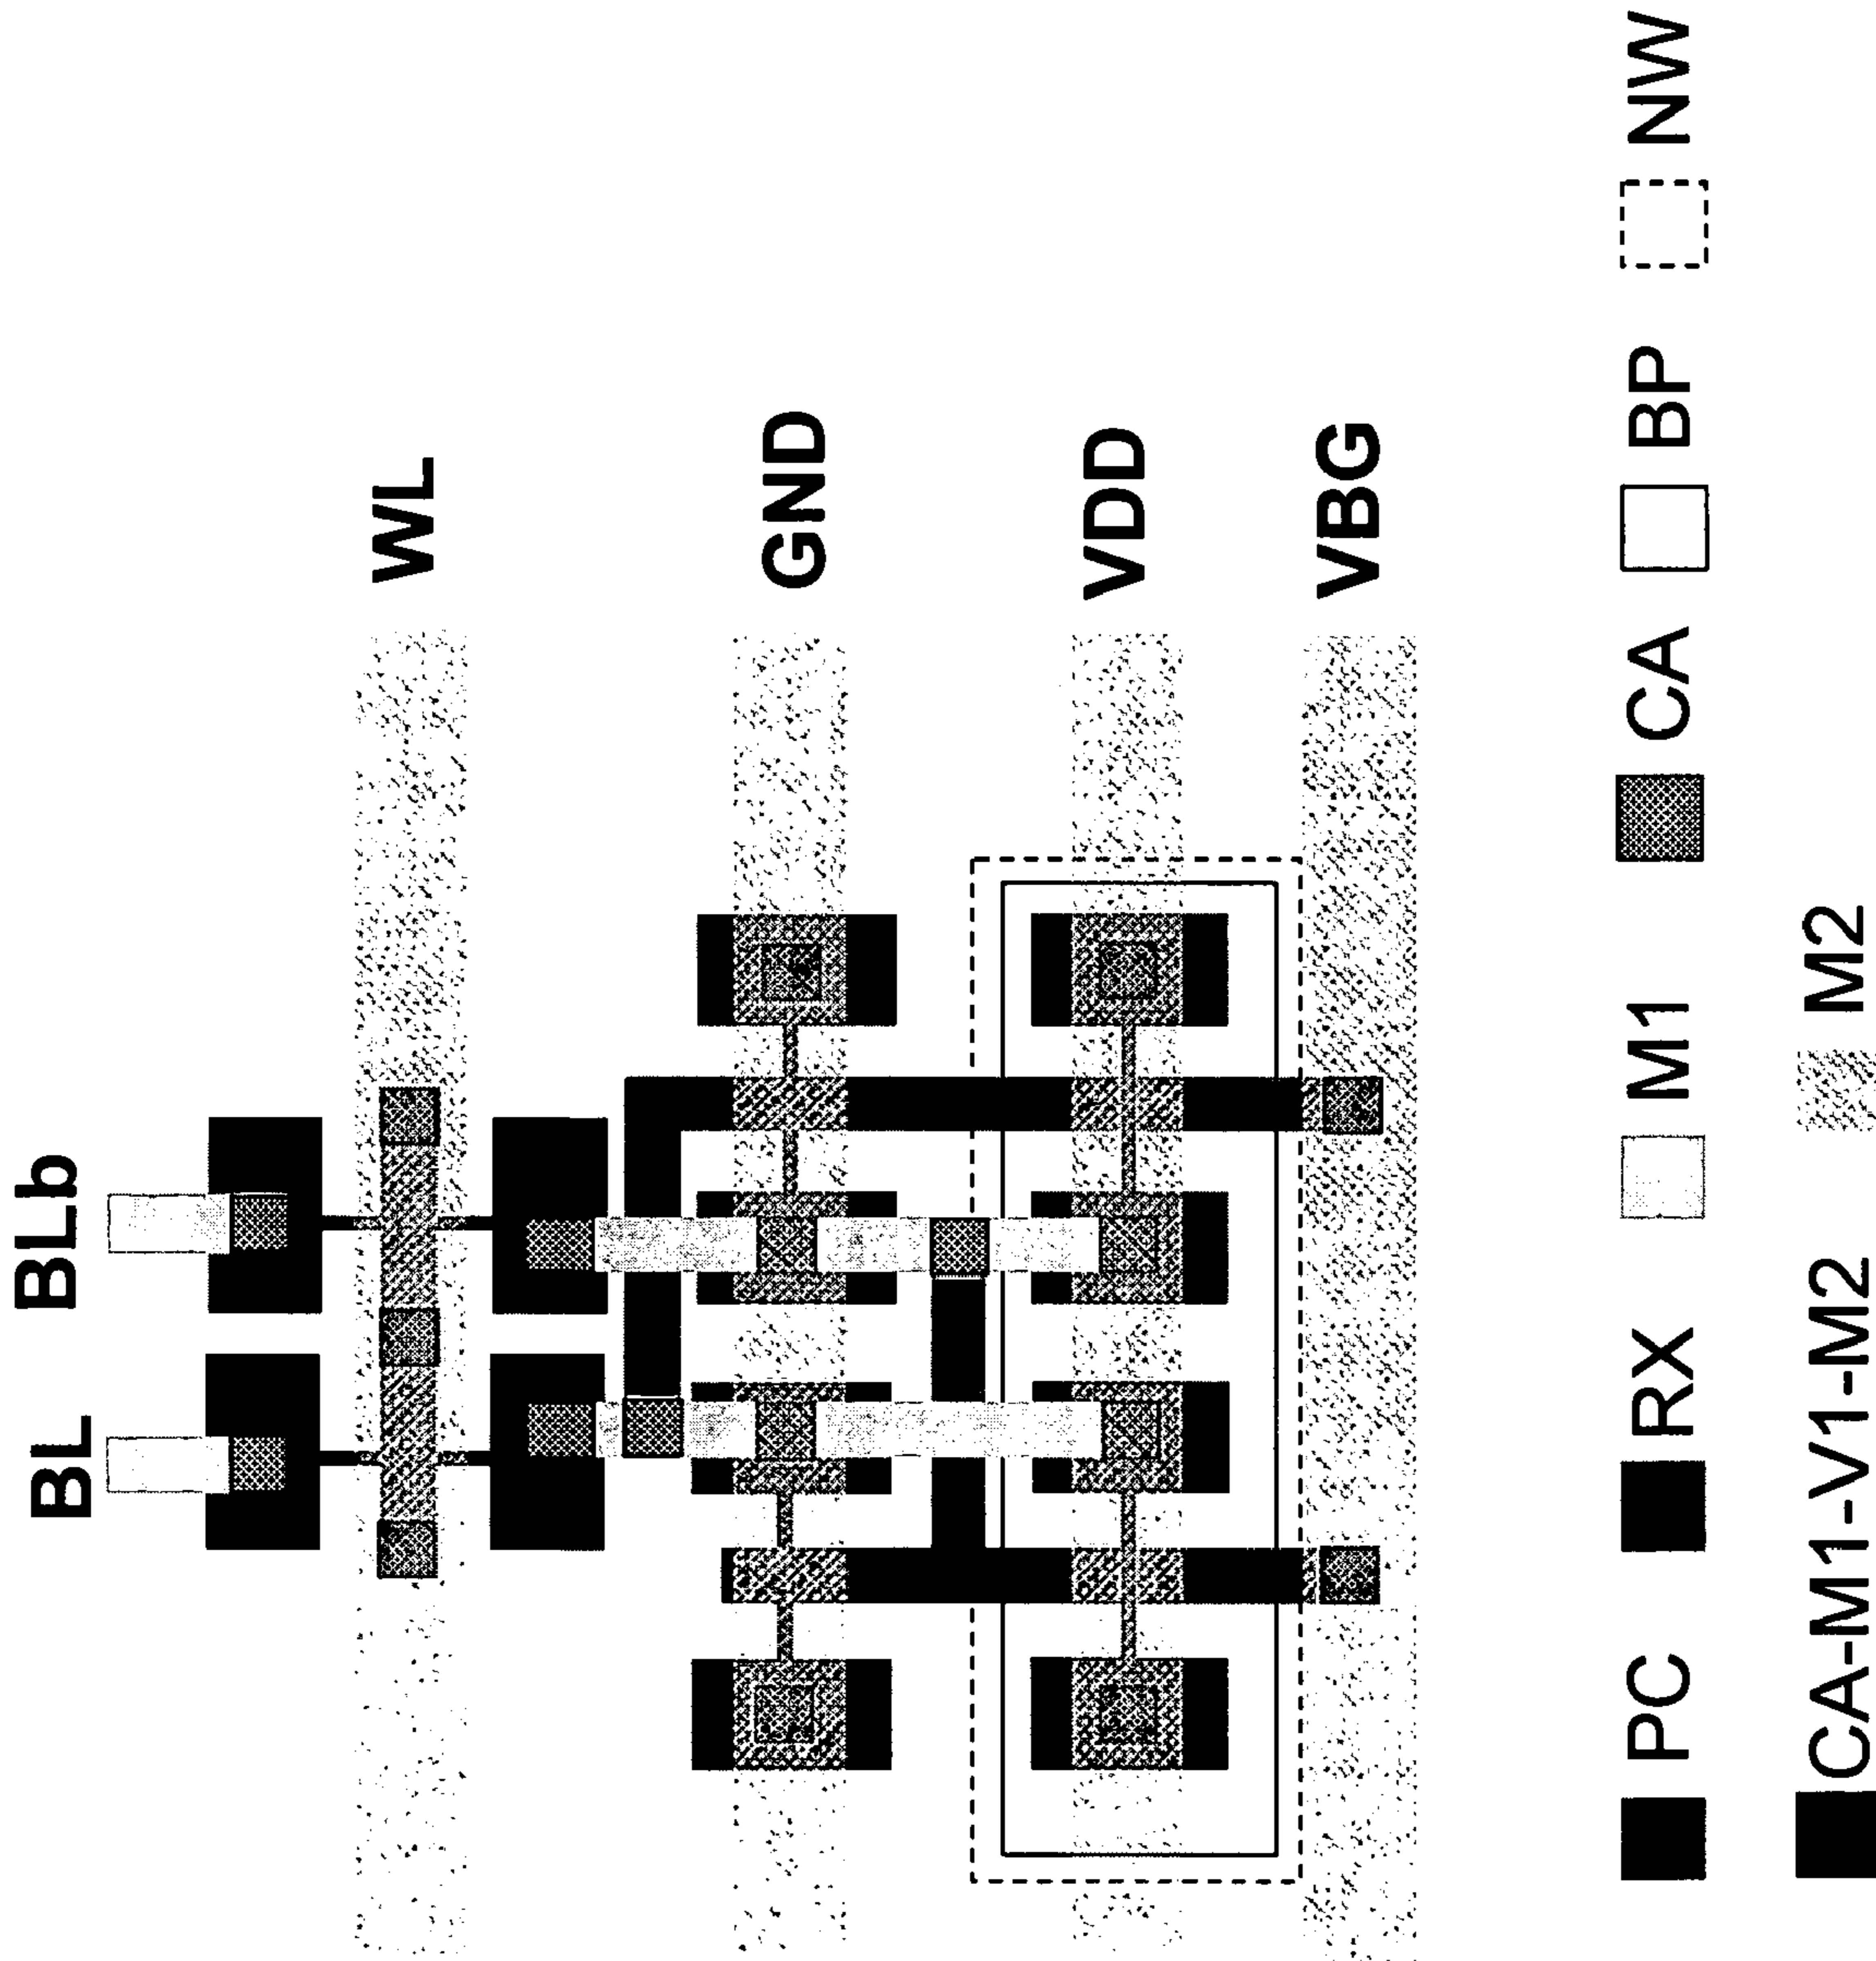 BL
BLb
WL
GND
VDD
VBG
PC RX M1 CA BP NW
CA-M1-V1-M2 M2